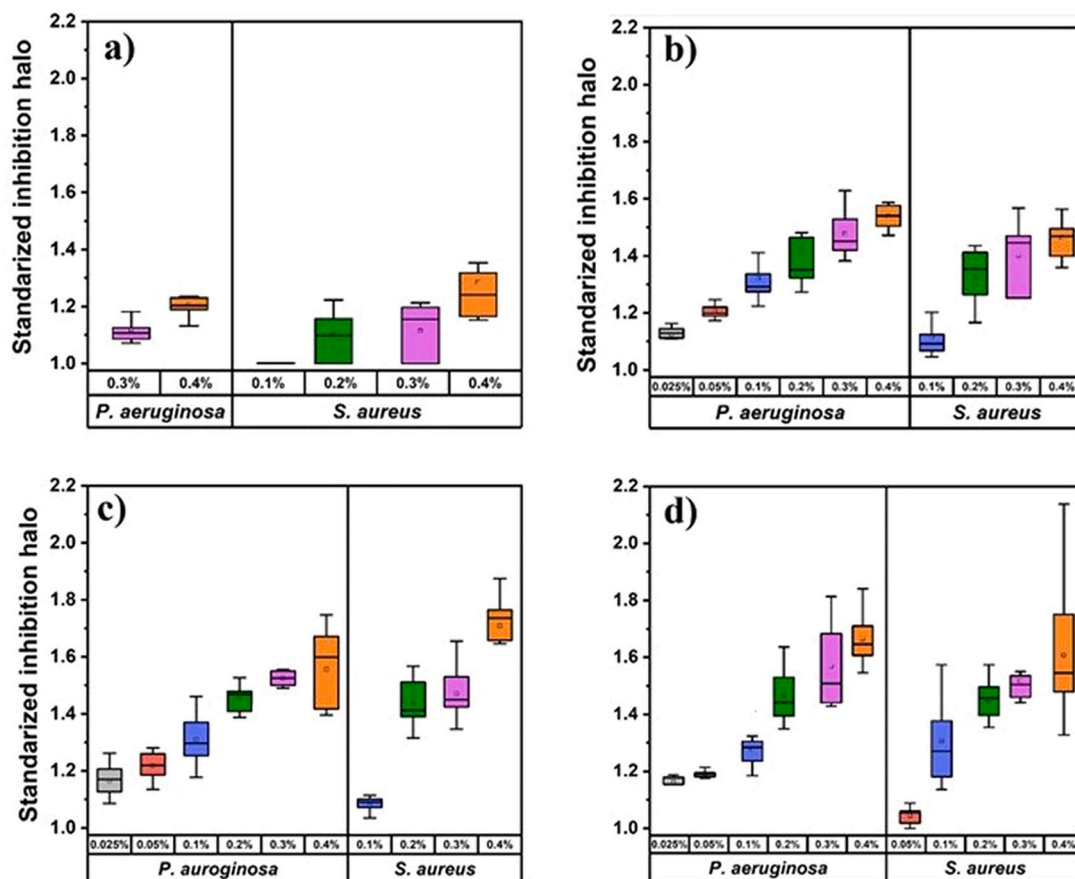 a)
Standarized inhibition halo
2.2
2.0
1.8
1.6
1.4
1.2
1.0
0.3% 0.4% 0.1% 0.2% 0.3% 0.4%
P. aeruginosa S. aureus
b)
Standarized inhibition halo
2.2
2.0
1.8
1.6
1.4
1.2
1.0
0.025% 0.05% 0.1% 0.2% 0.3% 0.4% 0.1% 0.2% 0.3% 0.4%
P. aeruginosa S. aureus
c)
Standarized inhibition halo
2.2
2.0
1.8
1.6
1.4
1.2
1.0
0.025% 0.05% 0.1% 0.2% 0.3% 0.4% 0.1% 0.2% 0.3% 0.4%
P. auroginosa S. aureus
d)
2.2
2.0
1.8
1.6
1.4
1.2
1.0
0.025% 0.05% 0.1% 0.2% 0.3% 0.4% 0.05% 0.1% 0.2% 0.3% 0.4%
P. aeruginosa S. aureus